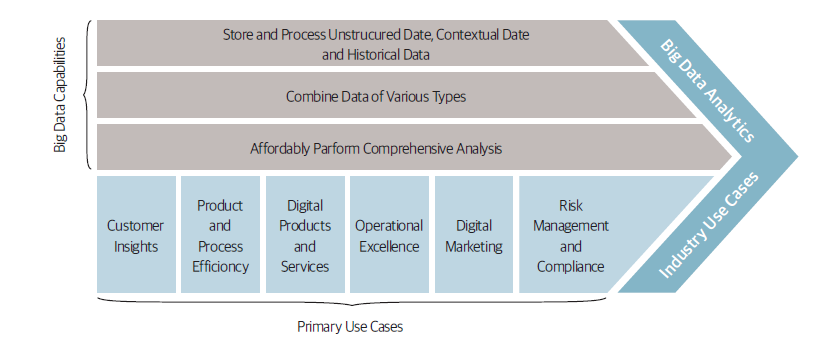 Big Data Capabilities
Store and Process Unstrucured Date, Contextual Date
and Historical Data
Combine Data of Various Types
Affordably Parform Comprehensive Analysis
Big Data Analytics
Industry Use Cases
Customer
Insights
Product
and
Process
Efficiency
Digital
Products
and
Services
Operational
Excellence
Digital
Marketing
Risk
Management
and
Compliance
Primary Use Cases